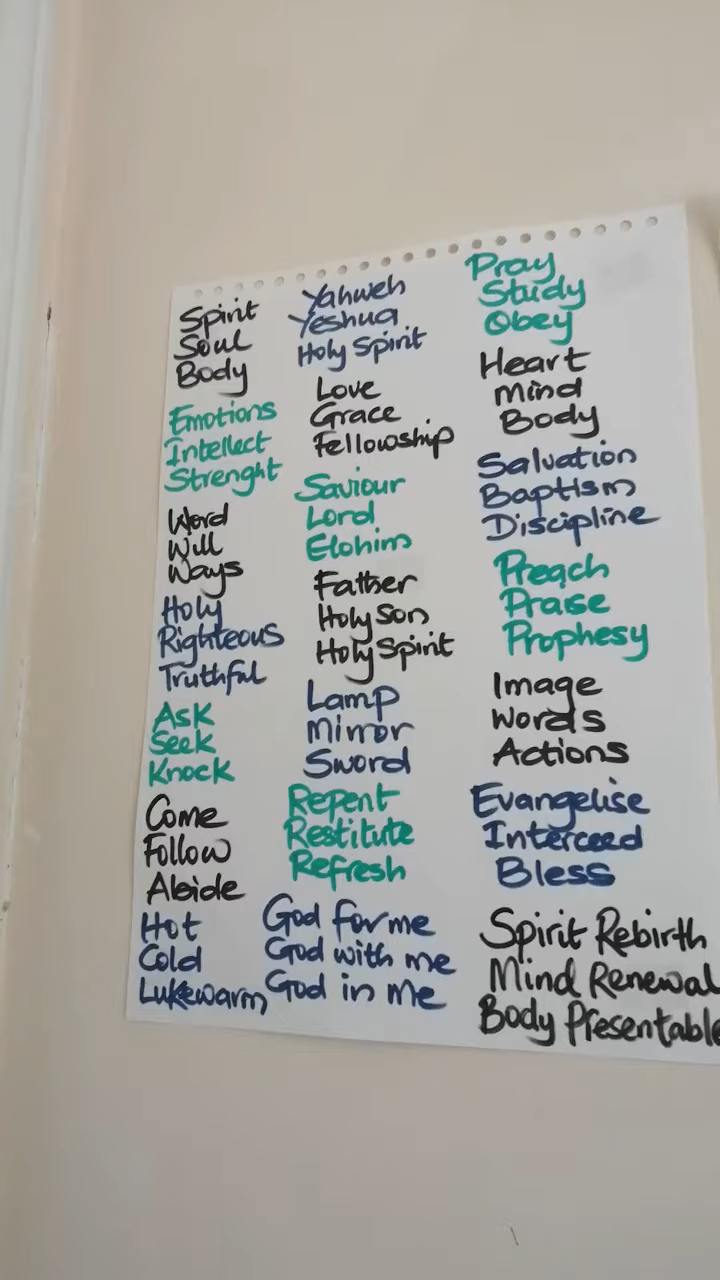 Spirit
Soul
Body
Emotions
Intellect
Strenght
Word
Will
Ways
Holy
Righteous
Truthful
Ask
Seek
Knock
Come
Follow
Abide
Hot
Cold
Lukewarm
Yahweh
Yeshua
Holy Spirit
Love
Grace
Fellowship
Saviour
Lord
Elohim
Father
Holy Son
Holy Spirit
Lamp
Mirror
Sword
Repent
Restitute
Refresh
God for me
God with me
God in me
Pray
Study
Obey
Heart
Mind
Body
Salvation
Baptism
Discipline
Preach
Praise
Prophesy
Image
Words
Actions
Evangelise
Interceed
Bless
Spirit Rebirth
Mind Renewal
Body Presentable